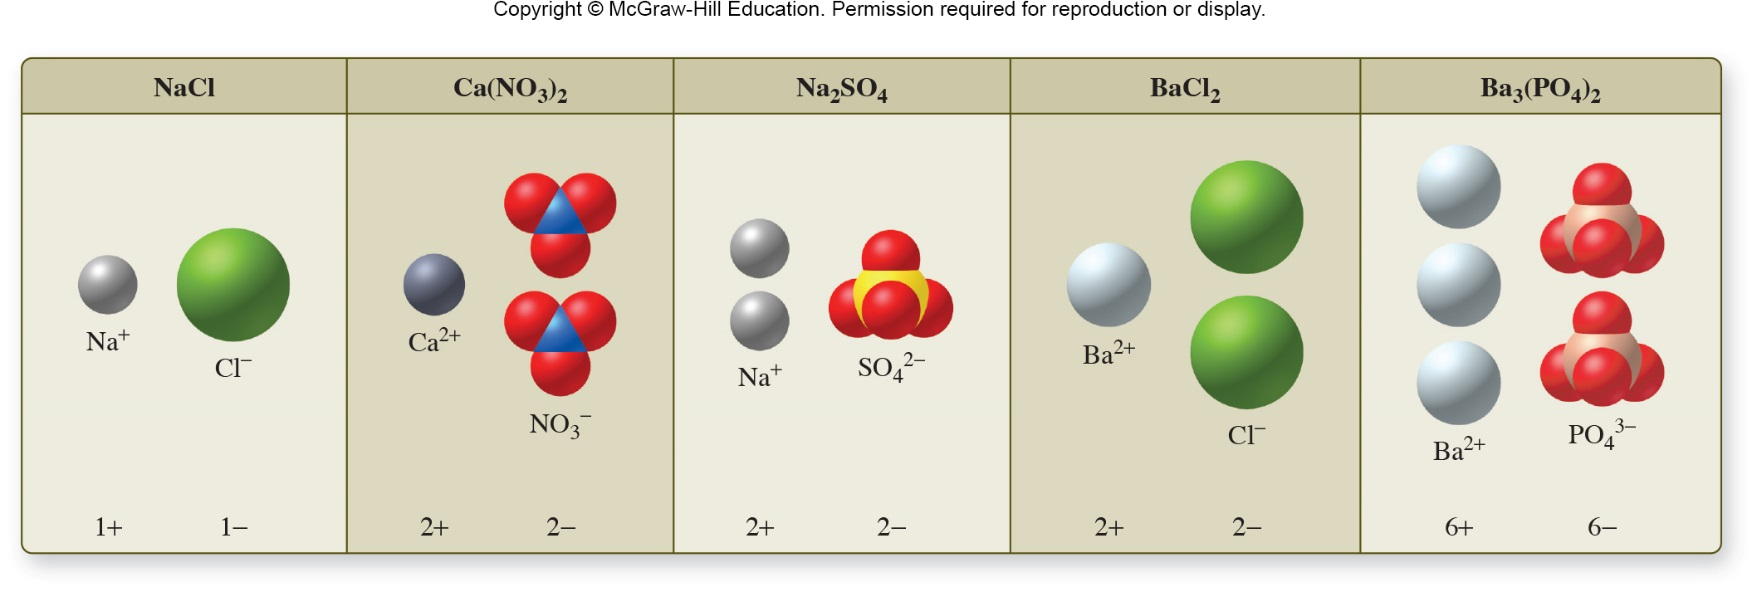 Copyright © McGraw-Hill Education. Permission required for reproduction or display.
NaCl
Ca(NO₃)₂
Na₂SO₄
BaCl₂
Ba₃(PO₄)₂
Na⁺
Cl⁻
Ca²⁺
NO₃⁻
Na⁺
SO₄²⁻
Ba²⁺
Cl⁻
Ba²⁺
PO₄³⁻
1+ 1−
2+ 2−
2+ 2−
2+ 2−
6+ 6−